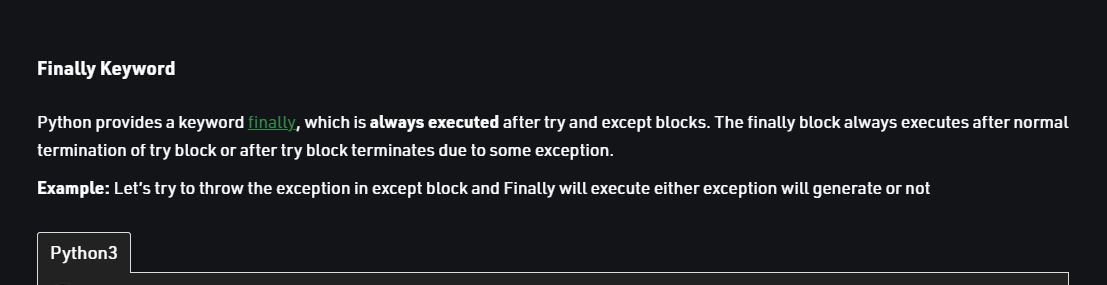 Finally Keyword
Python provides a keyword finally, which is always executed after try and except blocks. The finally block always executes after normal
termination of try block or after try block terminates due to some exception.
Example: Let’s try to throw the exception in except block and Finally will execute either exception will generate or not
Python3